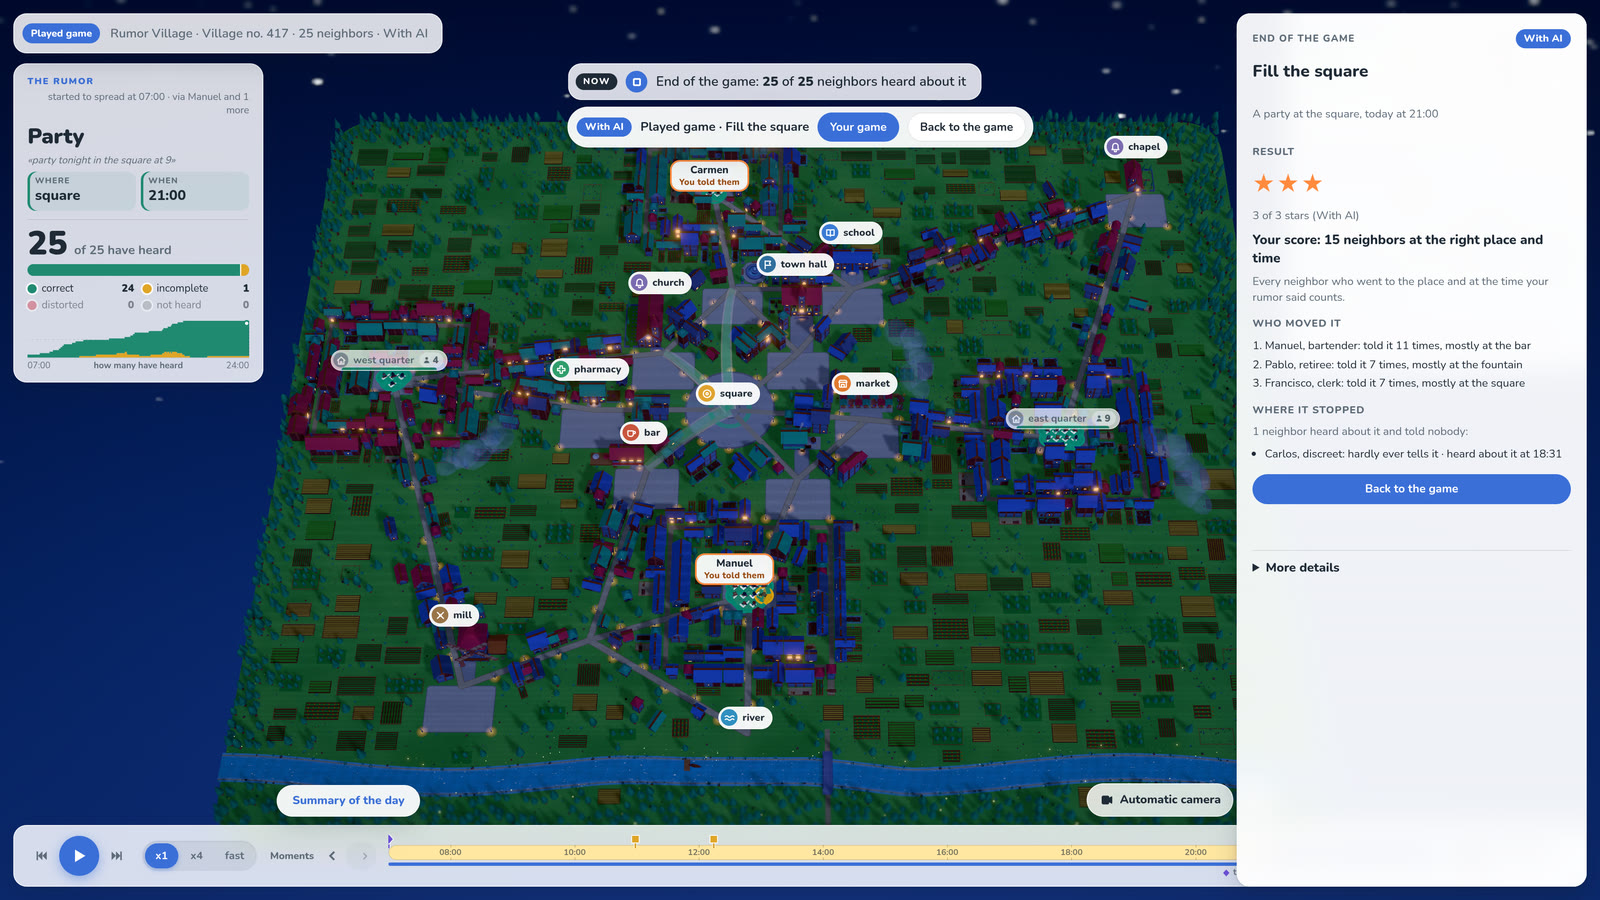 Played game
Rumor Village · Village no. 417 · 25 neighbors · With AI
THE RUMOR
started to spread at 07:00 · via Manuel and 1
more
Party
«party tonight in the square at 9»
WHERE
square
WHEN
21:00
25 of 25 have heard
correct 24
incomplete 1
distorted 0
not heard 0
07:00 how many have heard 24:00
NOW End of the game: 25 of 25 neighbors heard about it
With AI Played game · Fill the square Your game Back to the game
Carmen
You told them
chapel
school
town hall
church
west quarter 4
pharmacy
square
market
bar
east quarter 9
Manuel
You told them
mill
river
Summary of the day
Automatic camera
x1 x4 fast Moments
08:00 10:00 12:00 14:00 16:00 18:00 20:00
END OF THE GAME With AI
Fill the square
A party at the square, today at 21:00
RESULT
3 of 3 stars (With AI)
Your score: 15 neighbors at the right place and
time
Every neighbor who went to the place and at the time your
rumor said counts.
WHO MOVED IT
1. Manuel, bartender: told it 11 times, mostly at the bar
2. Pablo, retiree: told it 7 times, mostly at the fountain
3. Francisco, clerk: told it 7 times, mostly at the square
WHERE IT STOPPED
1 neighbor heard about it and told nobody:
• Carlos, discreet: hardly ever tells it · heard about it at 18:31
Back to the game
More details